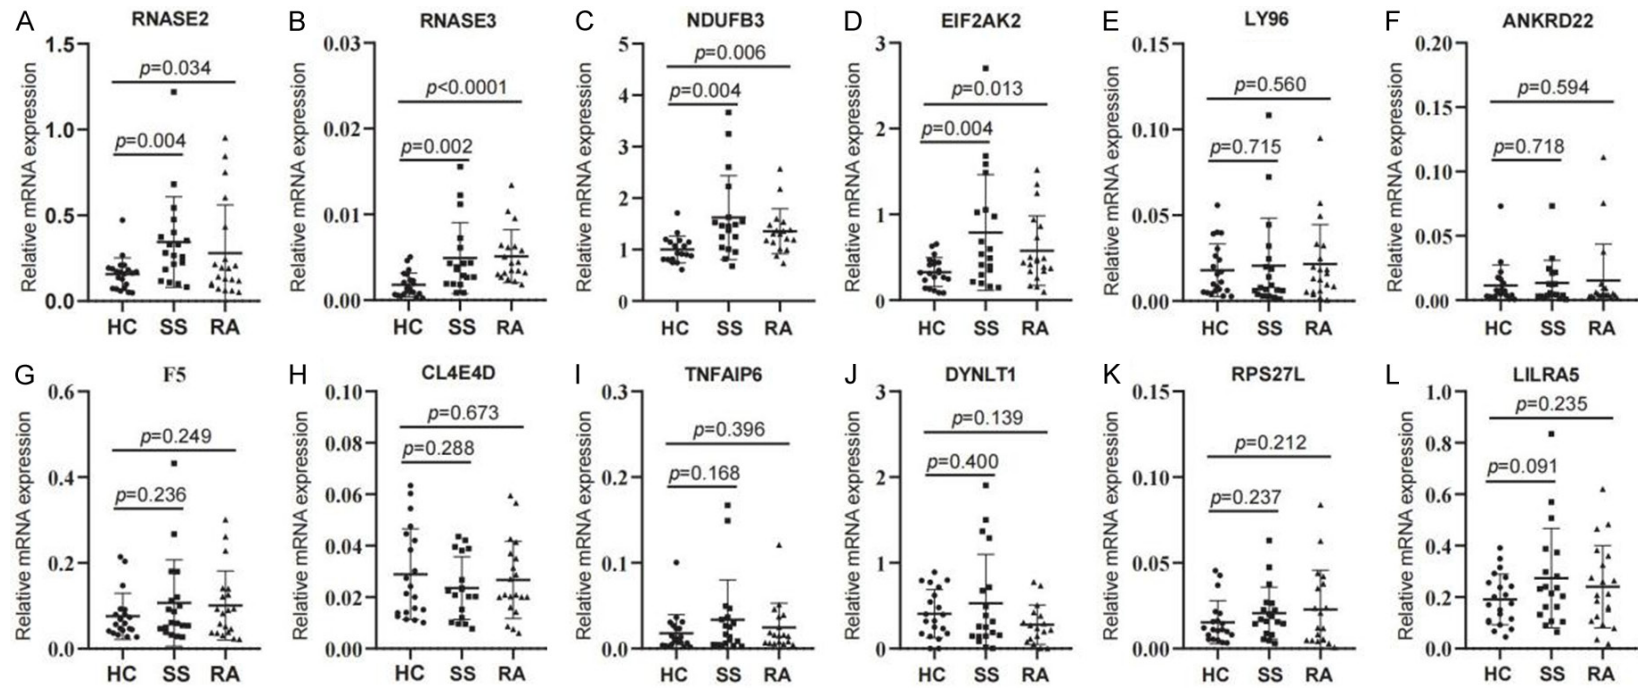 A RNASE2
Relative mRNA expression
1.5
1.0
0.5
0.0
p=0.034
p=0.004
HC SS RA
B RNASE3
Relative mRNA expression
0.03
0.02
0.01
0.00
p<0.0001
p=0.002
HC SS RA
C NDUFB3
Relative mRNA expression
5
4
3
2
1
0
p=0.006
p=0.004
HC SS RA
D EIF2AK2
Relative mRNA expression
3
2
1
0
p=0.013
p=0.004
HC SS RA
E LY96
Relative mRNA expression
0.15
0.10
0.05
0.00
p=0.560
p=0.715
HC SS RA
F ANKRD22
Relative mRNA expression
0.20
0.15
0.10
0.05
0.00
p=0.594
p=0.718
HC SS RA
G F5
Relative mRNA expression
0.6
0.4
0.2
0.0
p=0.249
p=0.236
HC SS RA
H CL4E4D
Relative mRNA expression
0.10
0.08
0.06
0.04
0.02
0.00
p=0.673
p=0.288
HC SS RA
I TNFAIP6
Relative mRNA expression
0.3
0.2
0.1
0.0
p=0.396
p=0.168
HC SS RA
J DYNLT1
Relative mRNA expression
3
2
1
0
p=0.139
p=0.400
HC SS RA
K RPS27L
Relative mRNA expression
0.15
0.10
0.05
0.00
p=0.212
p=0.237
HC SS RA
L LILRA5
Relative mRNA expression
1.0
0.8
0.6
0.4
0.2
0.0
p=0.235
p=0.091
HC SS RA